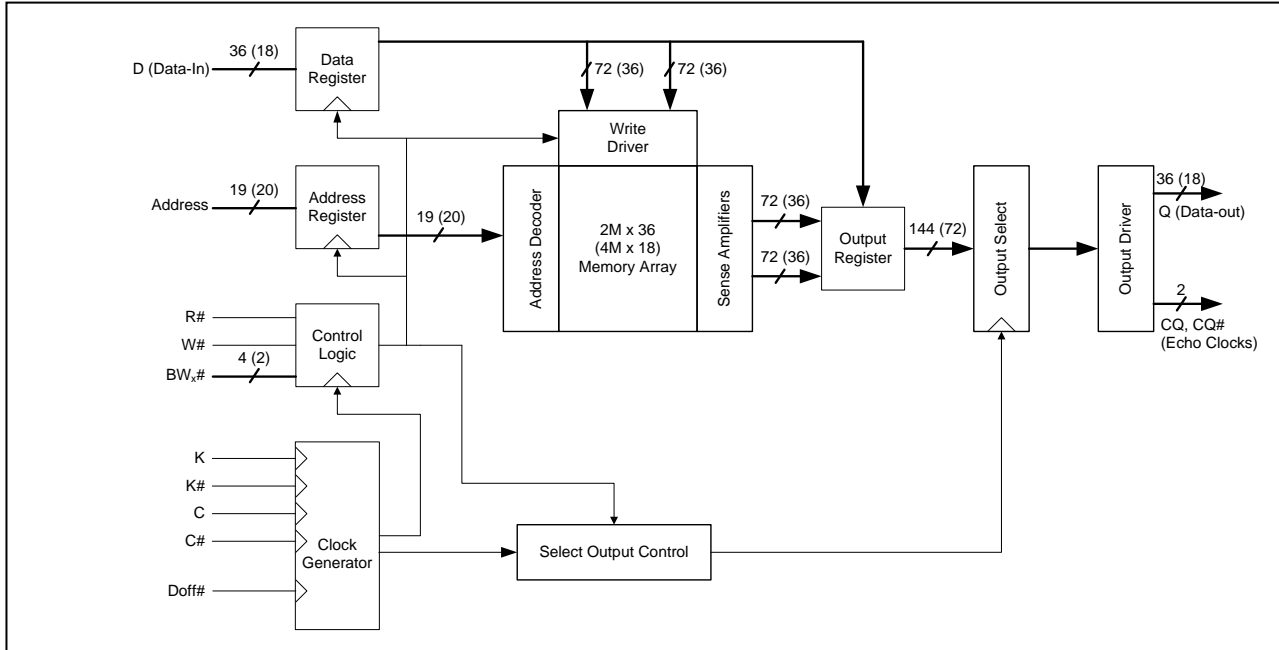 36 (18)
D (Data-In)
Data
Register
72 (36)
72 (36)
Write
Driver
19 (20)
Address
Address
Register
19 (20)
Address Decoder
2M x 36
(4M x 18)
Memory Array
Sense Amplifiers
72 (36)
72 (36)
Output
Register
144 (72)
Output Select
Output Driver
36 (18)
Q (Data-out)
2
CQ, CQ#
(Echo Clocks)
R#
W#
4 (2)
BWx#
Control
Logic
K
K#
C
C#
Doff#
Clock
Generator
Select Output Control